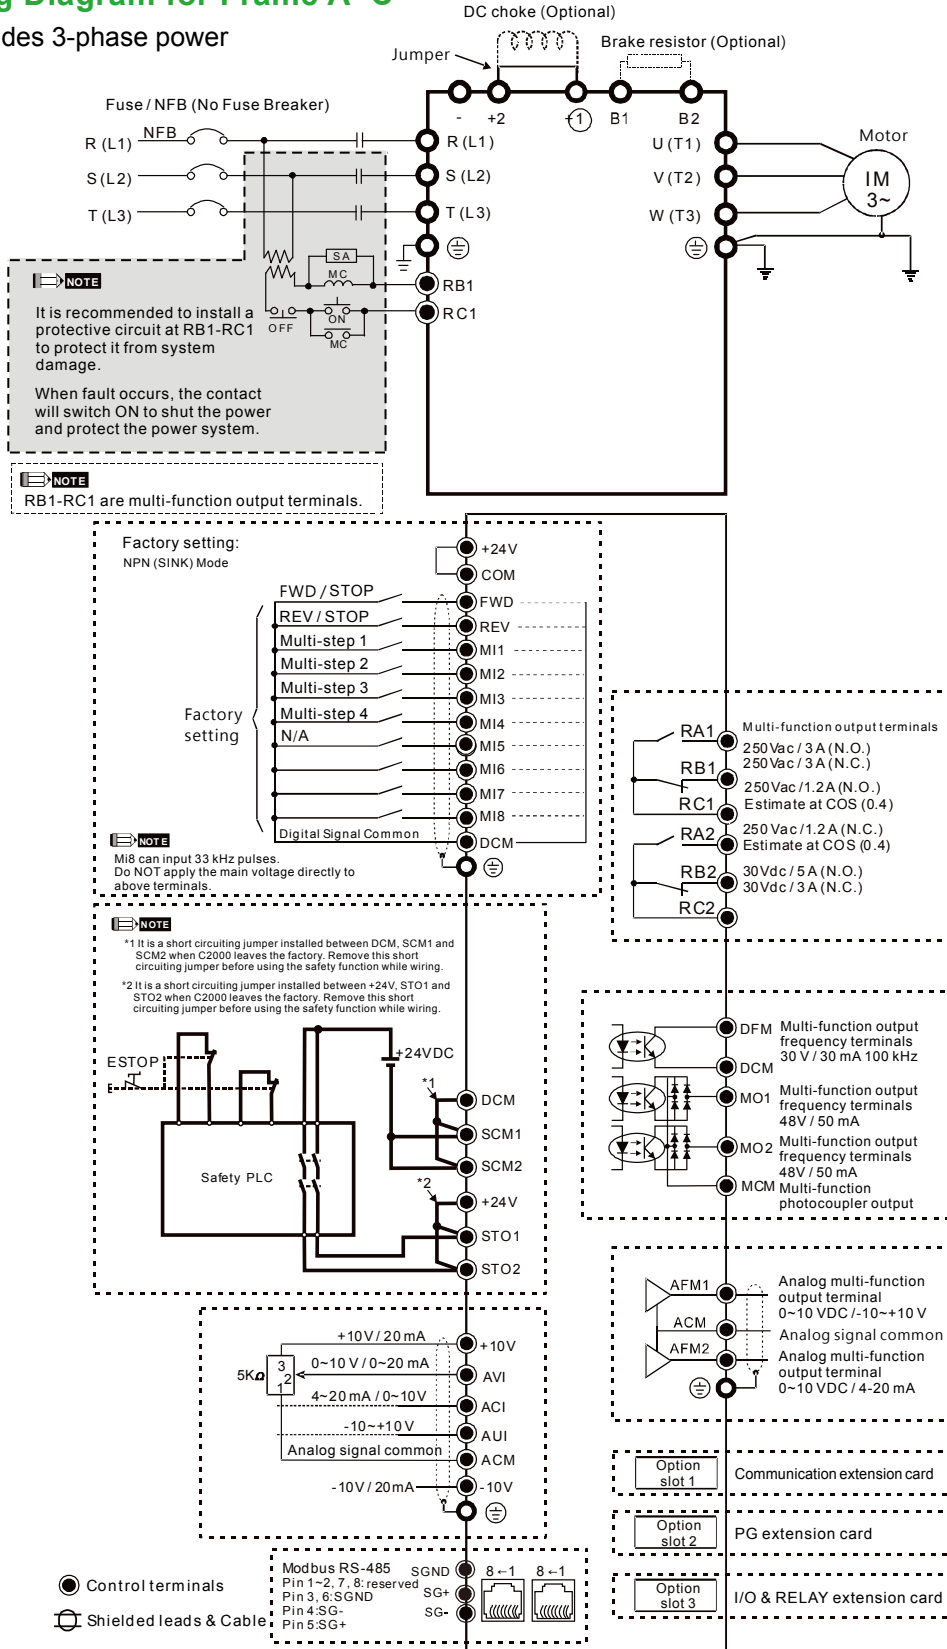 g Diagram for Frame A~C
des 3-phase power
DC choke (Optional)
Jumper
Brake resistor (Optional)
Fuse / NFB (No Fuse Breaker)
- +2 +1 B1 B2
R (L1) NFB
R (L1)
U (T1)
Motor
S (L2)
S (L2)
V (T2)
IM
3~
T (L3)
T (L3)
W (T3)
SA
MC
RB1
OFF
ON
MC
RC1
NOTE
It is recommended to install a
protective circuit at RB1-RC1
to protect it from system
damage.
When fault occurs, the contact
will switch ON to shut the power
and protect the power system.
NOTE
RB1-RC1 are multi-function output terminals.
Factory setting:
NPN (SINK) Mode
+24V
COM
FWD / STOP
FWD
REV / STOP
REV
Multi-step 1
MI1
Multi-step 2
MI2
Multi-step 3
MI3
Multi-step 4
MI4
Factory
setting
N/A
MI5
MI6
MI7
MI8
Digital Signal Common
DCM
NOTE
Mi8 can input 33 kHz pulses.
Do NOT apply the main voltage directly to
above terminals.
RA1
Multi-function output terminals
250Vac / 3A (N.O.)
250Vac / 3A (N.C.)
RB1
250Vac /1.2A (N.O.)
RC1
Estimate at COS (0.4)
RA2
250Vac /1.2A (N.C.)
Estimate at COS (0.4)
RB2
30Vdc / 5A (N.O.)
30Vdc / 3A (N.C.)
RC2
NOTE
*1 It is a short circuiting jumper installed between DCM, SCM1 and
SCM2 when C2000 leaves the factory. Remove this short
circuiting jumper before using the safety function while wiring.
*2 It is a short circuiting jumper installed between +24V, STO1 and
STO2 when C2000 leaves the factory. Remove this short
circuiting jumper before using the safety function while wiring.
ESTOP
+24VDC
*1
DCM
SCM1
SCM2
Safety PLC
*2
+24V
STO1
STO2
DFM
Multi-function output
frequency terminals
30 V / 30 mA 100 kHz
DCM
MO1
Multi-function output
frequency terminals
48V / 50 mA
MO2
Multi-function output
frequency terminals
48V / 50 mA
MCM
Multi-function
photocoupler output
AFM1
Analog multi-function
output terminal
0~10 VDC /-10~+10 V
ACM
Analog signal common
AFM2
Analog multi-function
output terminal
0~10 VDC / 4-20 mA
+10V / 20 mA
+10V
5KΩ
3
2
1
0~10 V / 0~20 mA
AVI
4~20 mA / 0~10V
ACI
-10~+10 V
AUI
Analog signal common
ACM
-10V / 20mA
-10V
Option
slot 1
Communication extension card
Option
slot 2
PG extension card
Option
slot 3
I/O & RELAY extension card
Modbus RS-485
Pin 1~2, 7, 8: reserved
Pin 3, 6:SGND
Pin 4:SG-
Pin 5:SG+
SGND
SG+
SG-
8←1
8←1
Control terminals
Shielded leads & Cable